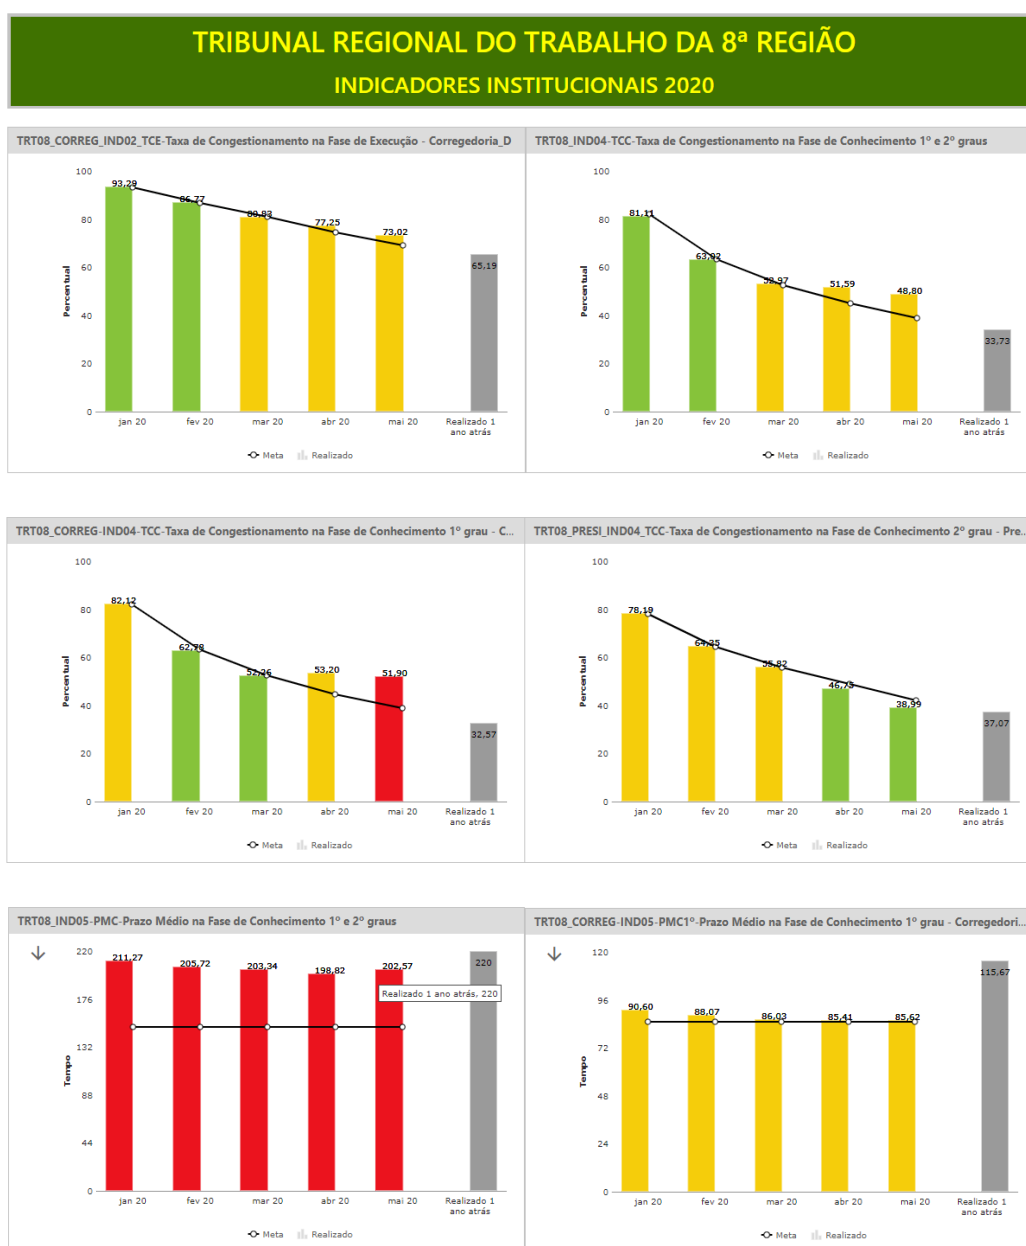 TRIBUNAL REGIONAL DO TRABALHO DA 8ª REGIÃO
INDICADORES INSTITUCIONAIS 2020
TRT08_CORREG_IND02_TCE-Taxa de Congestionamento na Fase de Execução - Corregedoria_D
100
80
60
40
20
0
Percentual
93,29
86,77
80,83
77,25
73,02
65,19
jan 20 fev 20 mar 20 abr 20 mai 20 Realizado 1
ano atrás
Meta Realizado
TRT08_IND04-TCC-Taxa de Congestionamento na Fase de Conhecimento 1º e 2º graus
100
80
60
40
20
0
Percentual
81,11
63,02
52,97
51,59
48,80
33,73
jan 20 fev 20 mar 20 abr 20 mai 20 Realizado 1
ano atrás
Meta Realizado
TRT08_CORREG-IND04-TCC-Taxa de Congestionamento na Fase de Conhecimento 1º grau - C...
100
80
60
40
20
0
Percentual
82,12
62,78
52,26
53,20
51,90
32,57
jan 20 fev 20 mar 20 abr 20 mai 20 Realizado 1
ano atrás
Meta Realizado
TRT08_PRESI_IND04_TCC-Taxa de Congestionamento na Fase de Conhecimento 2º grau - Pre...
100
80
60
40
20
0
Percentual
78,19
64,35
55,82
46,75
38,99
37,07
jan 20 fev 20 mar 20 abr 20 mai 20 Realizado 1
ano atrás
Meta Realizado
TRT08_IND05-PMC-Prazo Médio na Fase de Conhecimento 1º e 2º graus
220
176
132
88
44
0
Tempo
211,27
205,72
203,34
198,82
202,57
220
Realizado 1 ano atrás, 220
jan 20 fev 20 mar 20 abr 20 mai 20 Realizado 1
ano atrás
Meta Realizado
TRT08_CORREG-IND05-PMC1º-Prazo Médio na Fase de Conhecimento 1º grau - Corregedori...
120
96
72
48
24
0
Tempo
90,60
88,07
86,03
85,41
85,62
115,67
jan 20 fev 20 mar 20 abr 20 mai 20 Realizado 1
ano atrás
Meta Realizado